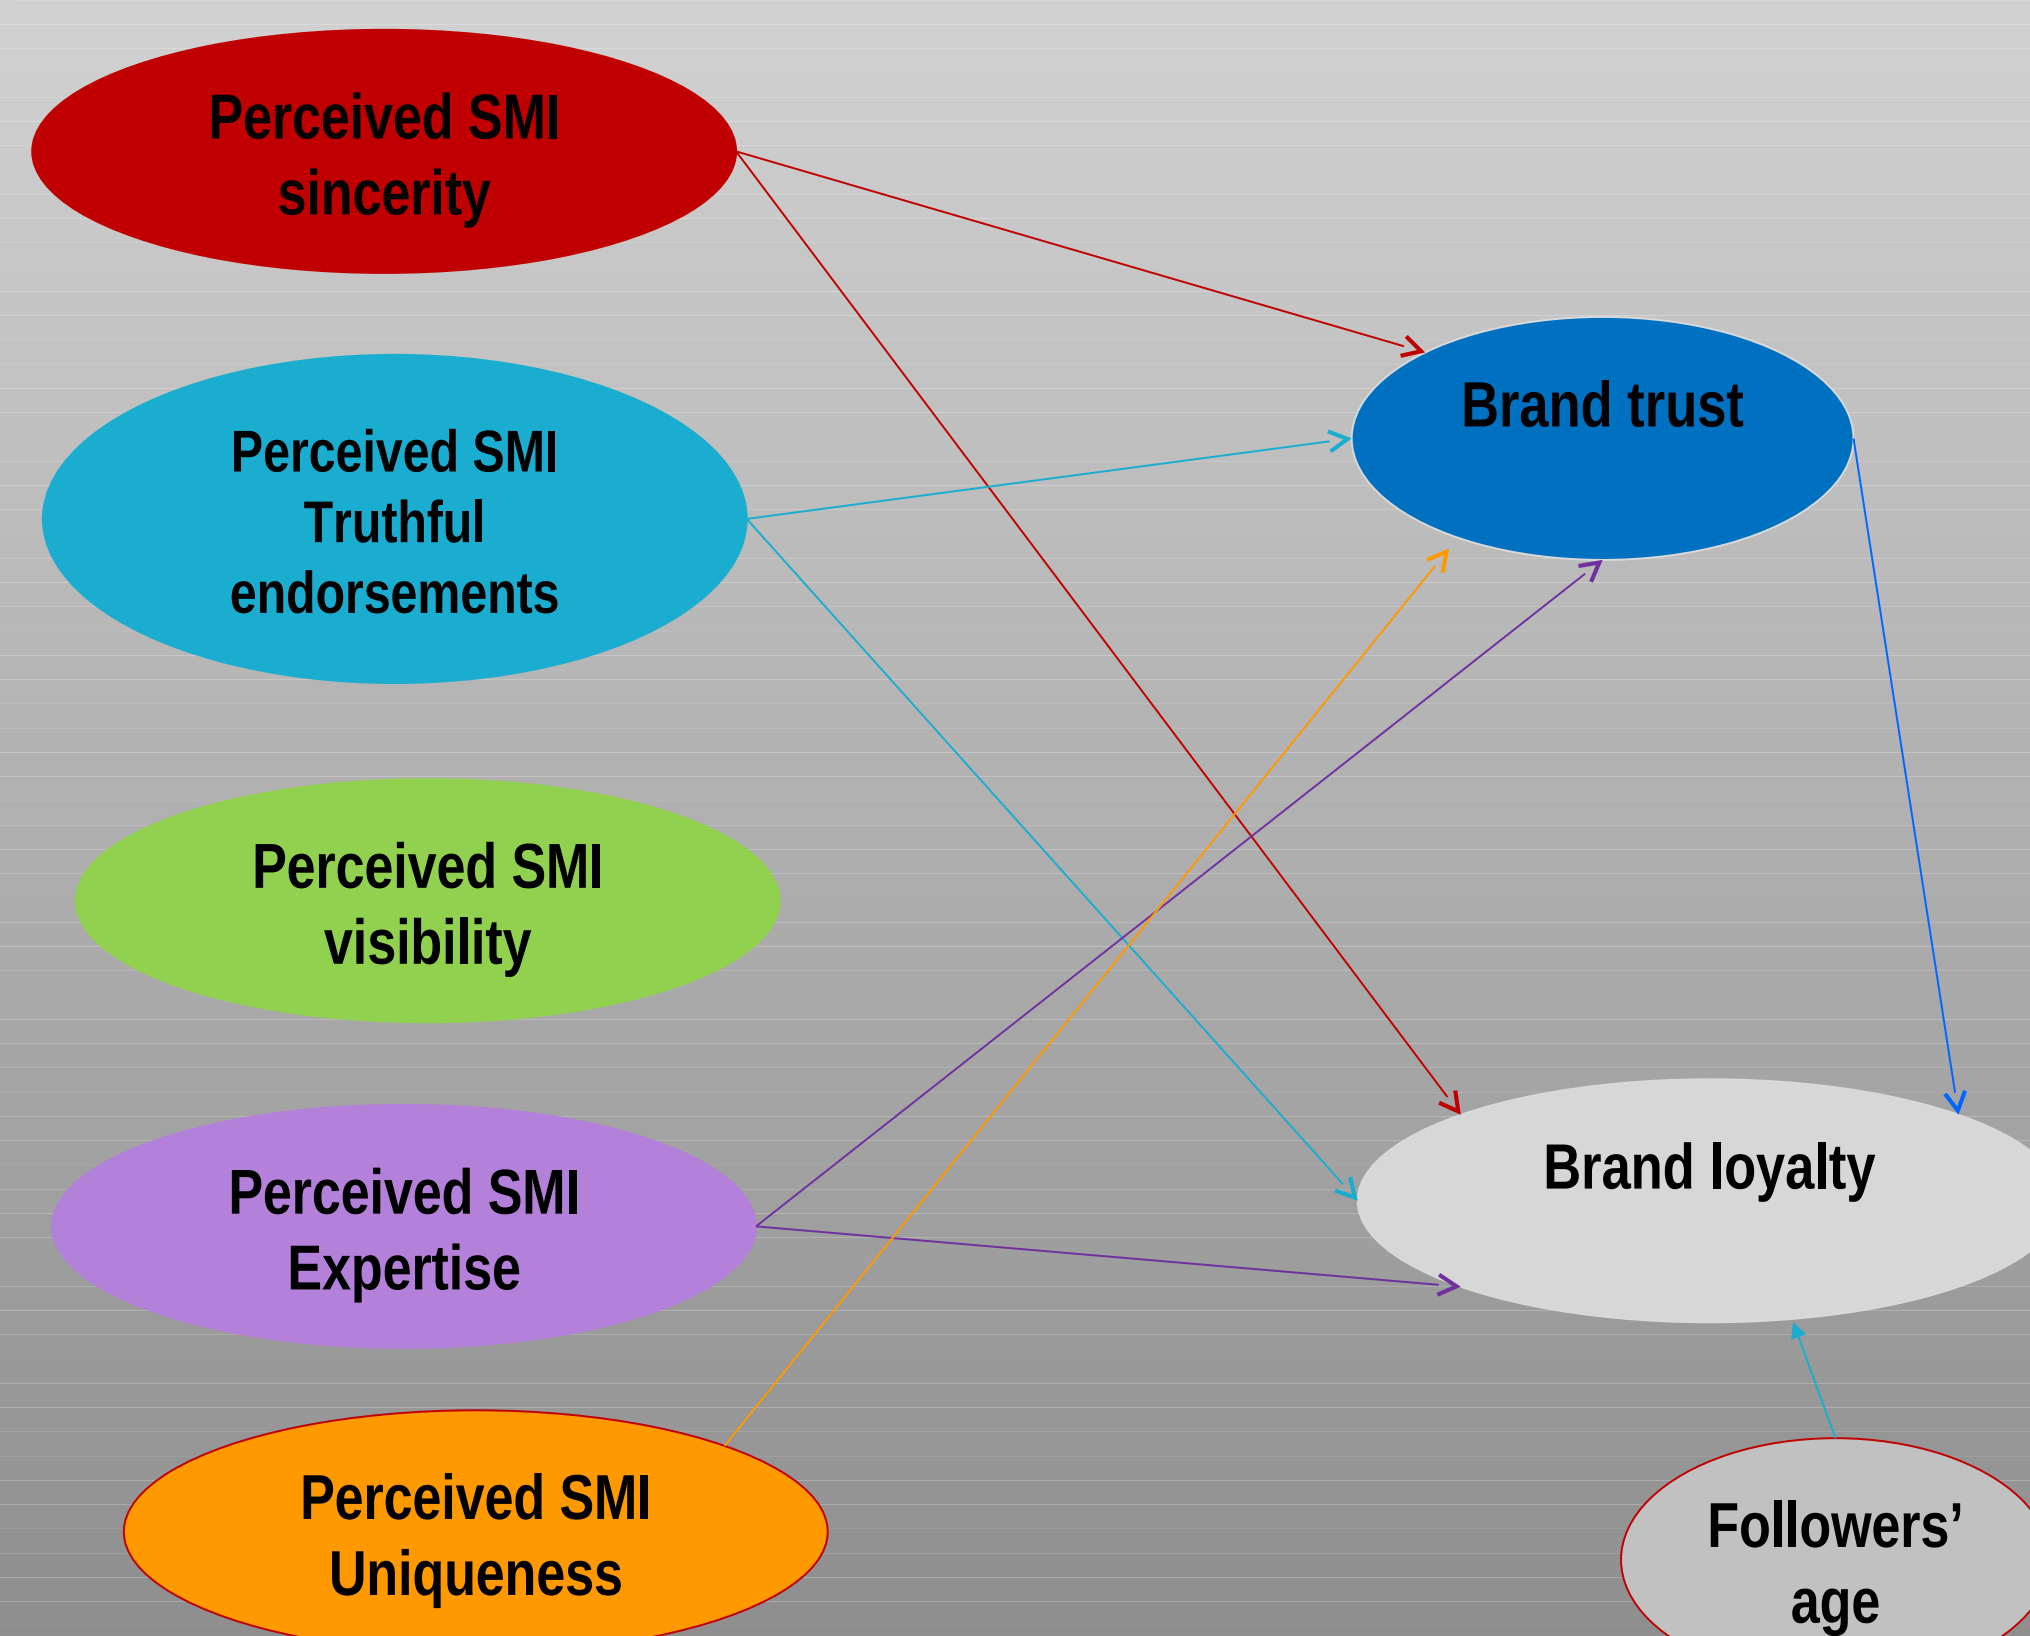 Perceived SMI
sincerity
Brand trust
Perceived SMI
Truthful
endorsements
Perceived SMI
visibility
Brand loyalty
Perceived SMI
Expertise
Perceived SMI
Uniqueness
Followers’
age